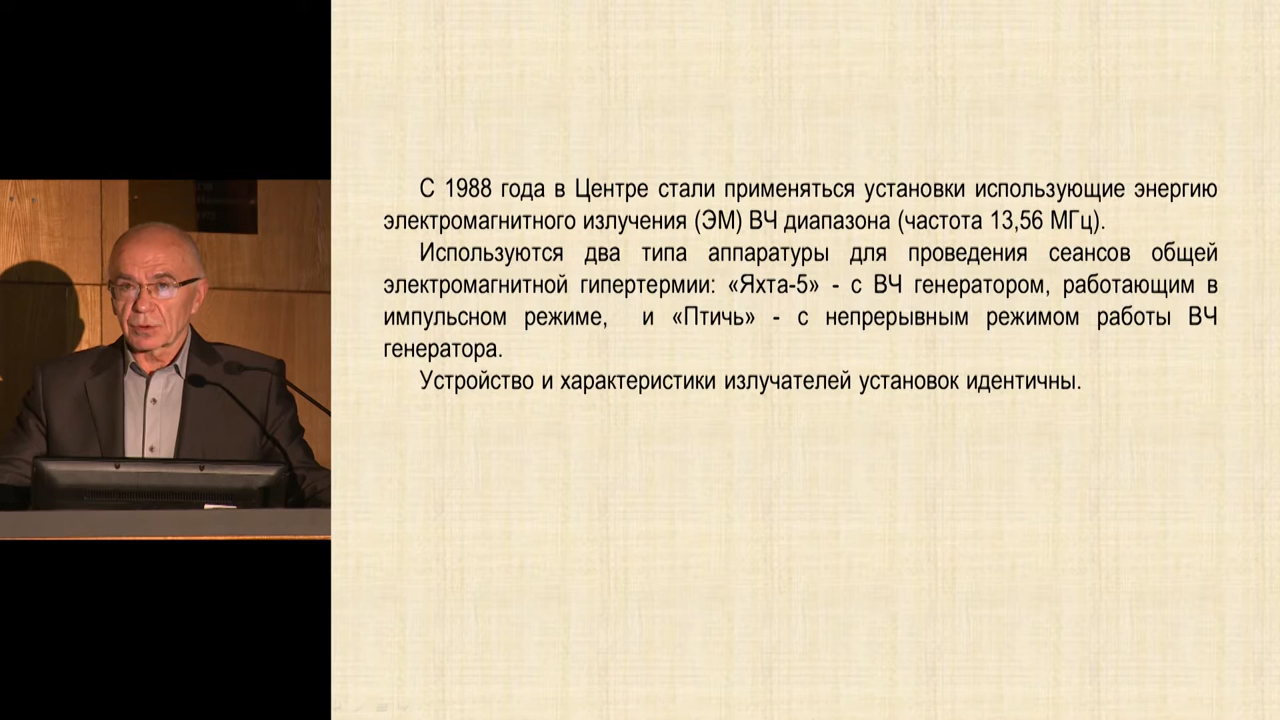 С 1988 года в Центре стали применяться установки использующие энергию
электромагнитного излучения (ЭМ) ВЧ диапазона (частота 13,56 МГц).
Используются два типа аппаратуры для проведения сеансов общей
электромагнитной гипертермии: «Яхта-5» - с ВЧ генератором, работающим в
импульсном режиме, и «Птичь» - с непрерывным режимом работы ВЧ
генератора.
Устройство и характеристики излучателей установок идентичны.